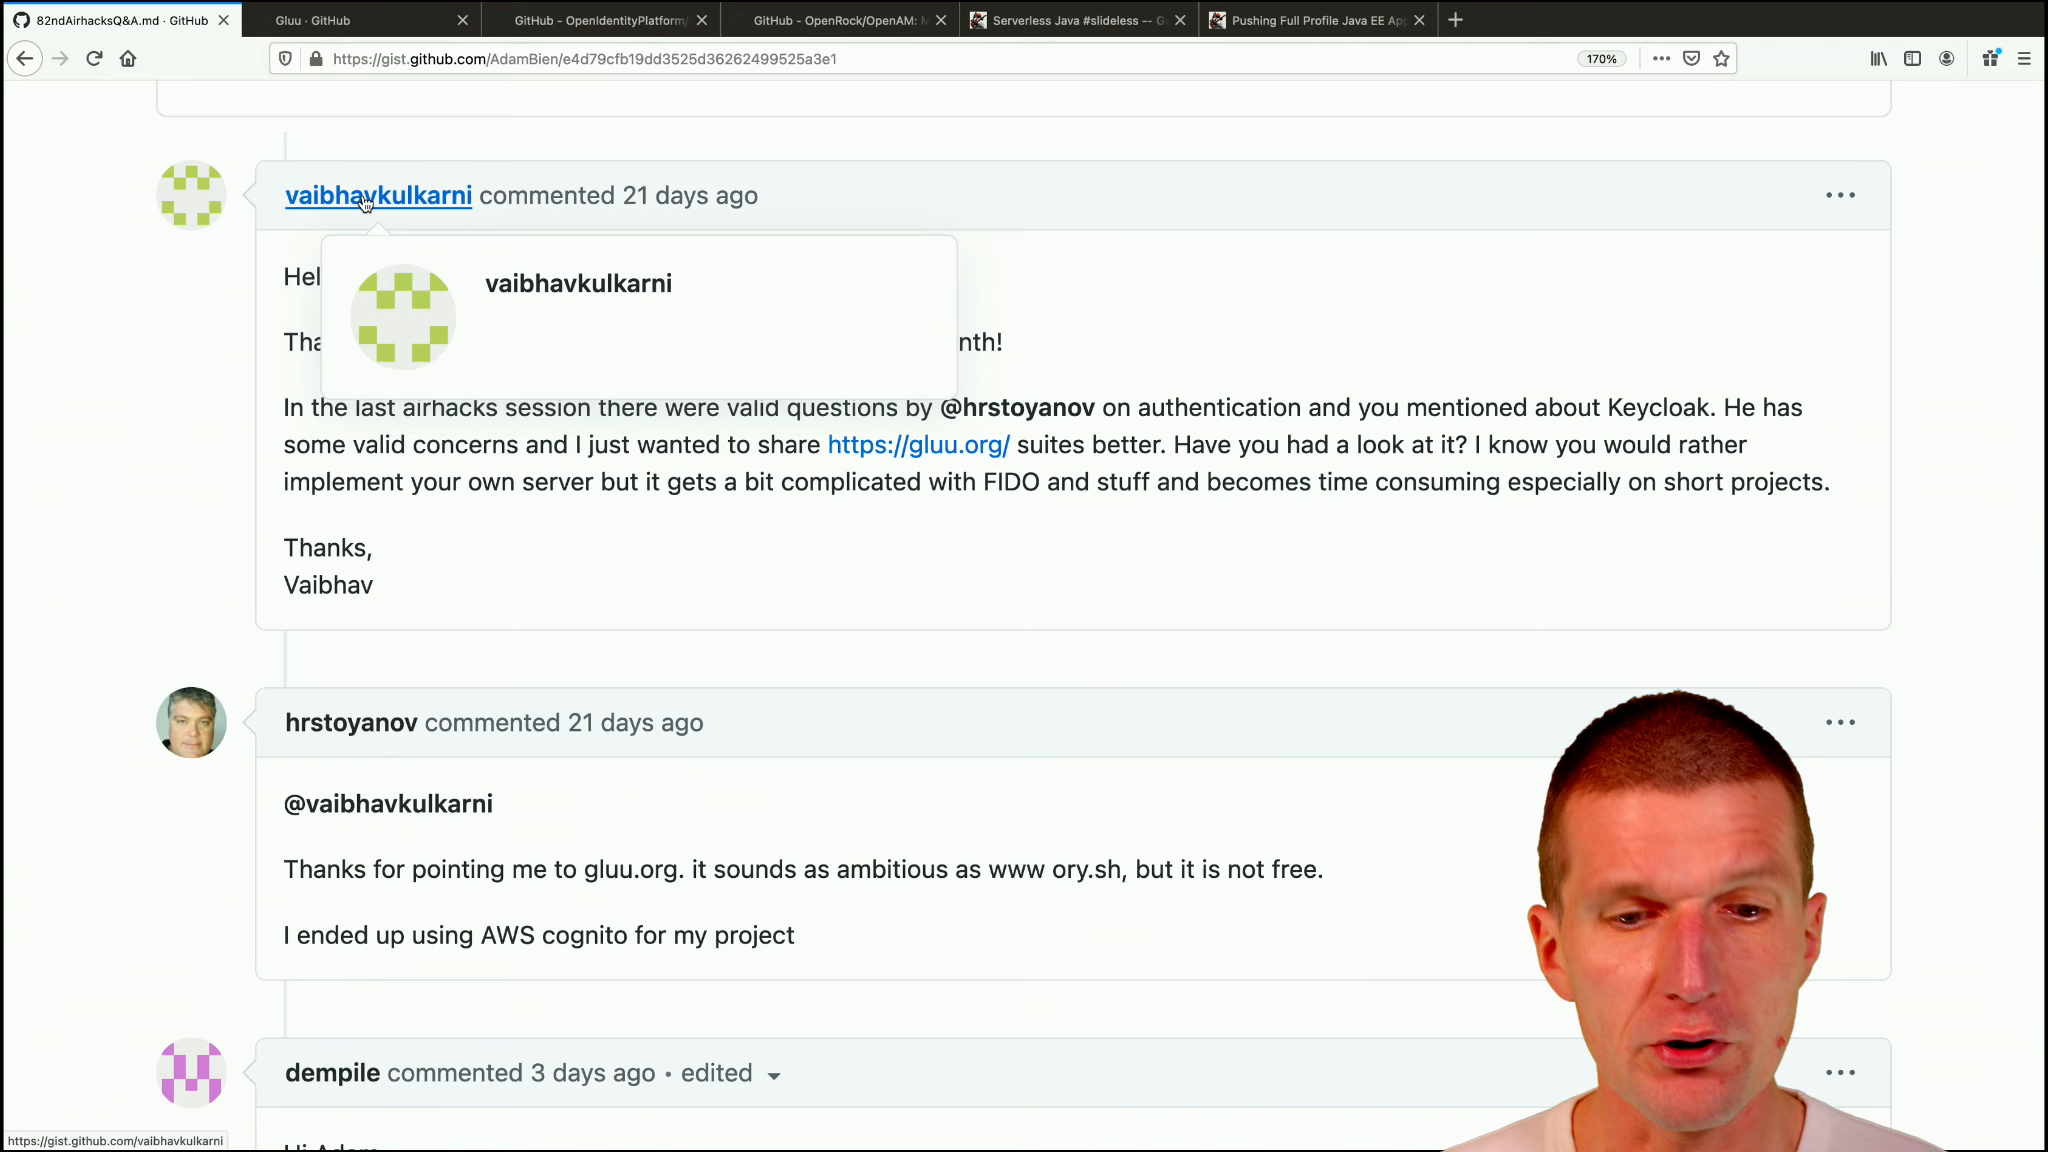 82ndAirhacksQ&A.md · GitHub
Gluu · GitHub
GitHub - OpenIdentityPlatform/
GitHub - OpenRock/OpenAM:
Serverless Java #slideless --
Pushing Full Profile Java EE Ap
https://gist.github.com/AdamBien/e4d79cfb19dd3525d36262499525a3e1
170%
vaibhavkulkarni commented 21 days ago
vaibhavkulkarni
Hel
Tha
nth!
In the last airhacks session there were valid questions by @hrstoyanov on authentication and you mentioned about Keycloak. He has
some valid concerns and I just wanted to share https://gluu.org/ suites better. Have you had a look at it? I know you would rather
implement your own server but it gets a bit complicated with FIDO and stuff and becomes time consuming especially on short projects.
Thanks,
Vaibhav
hrstoyanov commented 21 days ago
@vaibhavkulkarni
Thanks for pointing me to gluu.org. it sounds as ambitious as www ory.sh, but it is not free.
I ended up using AWS cognito for my project
dempile commented 3 days ago • edited
Hi Adam
https://gist.github.com/vaibhavkulkarni